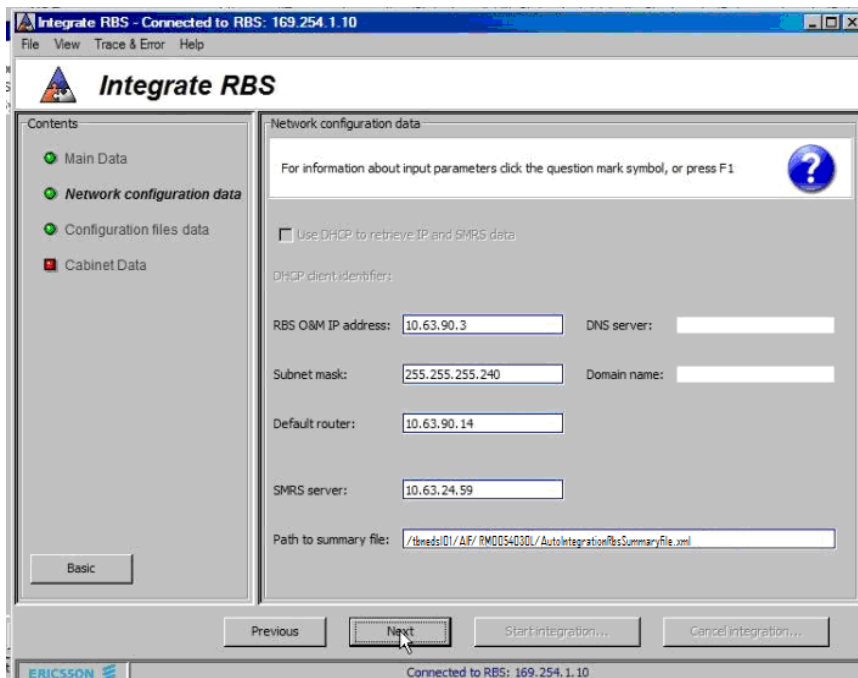 Integrate RBS - Connected to RBS: 169.254.1.10
File View Trace & Error Help
Integrate RBS
Contents
Main Data
Network configuration data
Configuration files data
Cabinet Data
Basic
Network configuration data
For information about input parameters click the question mark symbol, or press F1
?
Use DHCP to retrieve IP and SMRS data
DHCP client identifier:
RBS O&M IP address: 10.63.90.3 DNS server:
Subnet mask: 255.255.255.240 Domain name:
Default router: 10.63.90.14
SMRS server: 10.63.24.59
Path to summary file: /AutoIntegrationRbsSummaryFile.xml
Previous Next Start integration... Cancel integration...
ERICSSON Connected to RBS: 169.254.1.10